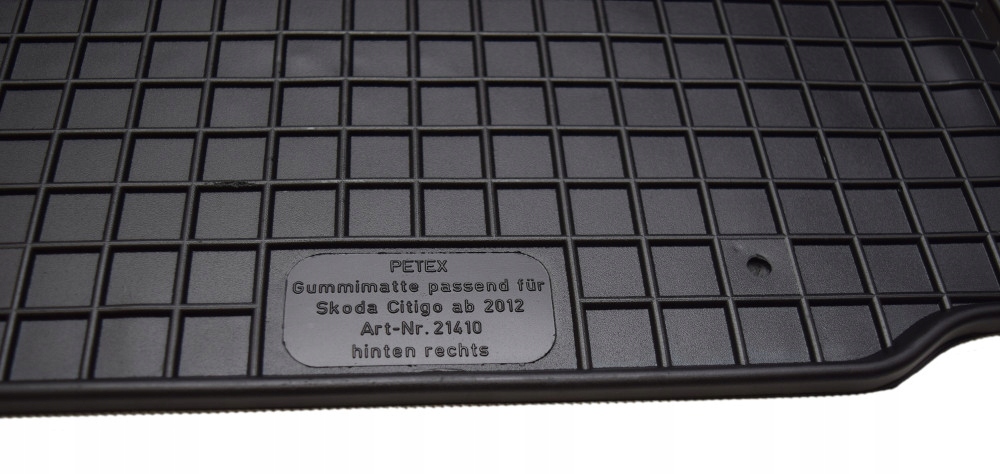 PETEX
Gummimatte passend für
Skoda Citigo ab 2012
Art-Nr. 21410
hinten rechts